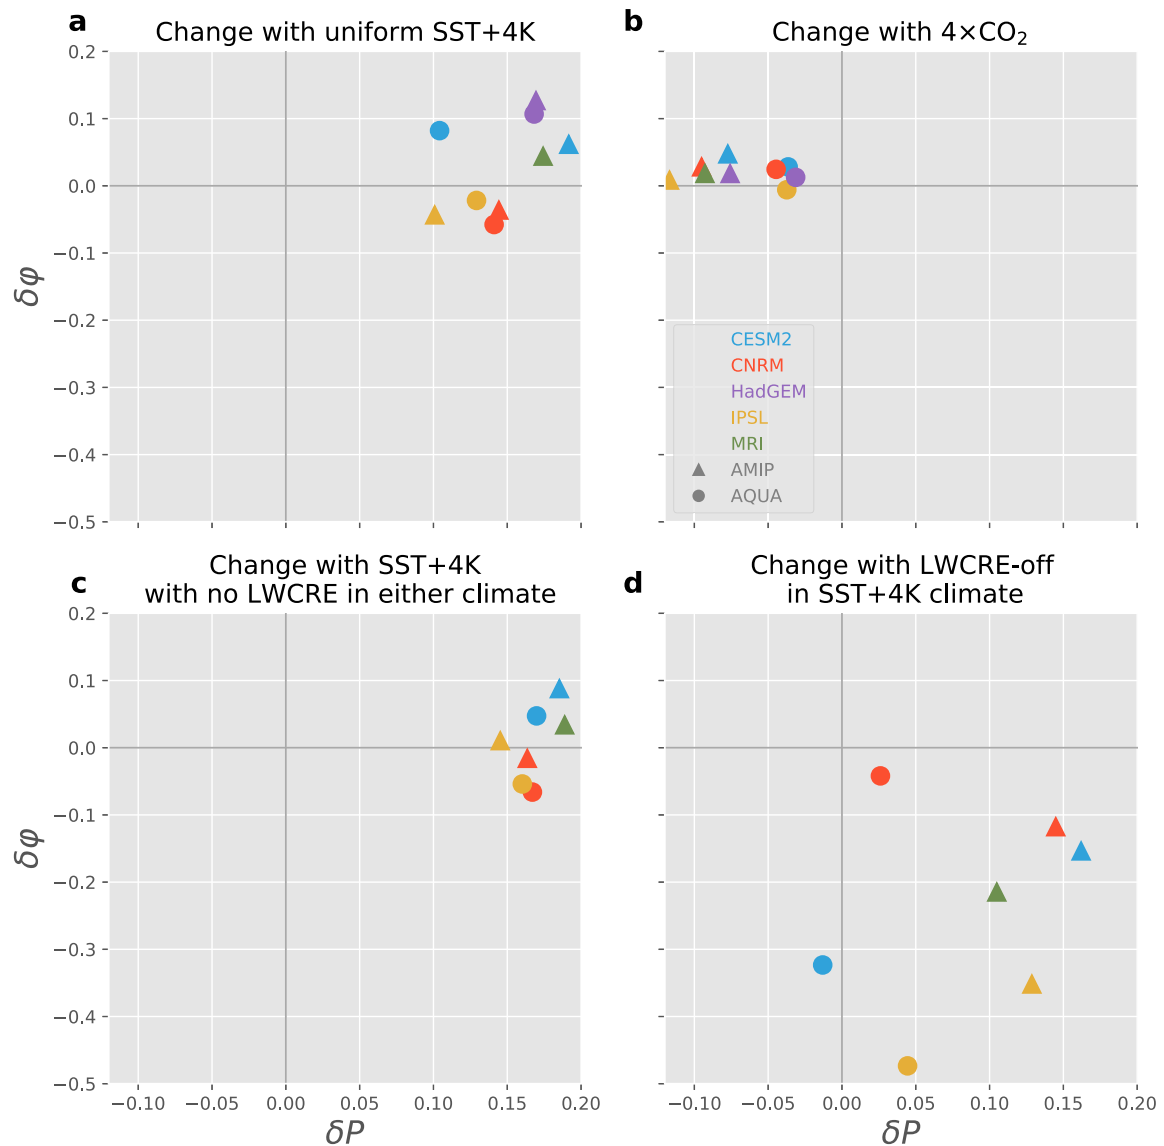 a
Change with uniform SST+4K
0.2
0.1
0.0
−0.1
−0.2
−0.3
−0.4
−0.5
δφ
b
Change with 4×CO₂
CESM2
CNRM
HadGEM
IPSL
MRI
AMIP
AQUA
c
Change with SST+4K
with no LWCRE in either climate
0.2
0.1
0.0
−0.1
−0.2
−0.3
−0.4
−0.5
δφ
−0.10 −0.05 0.00 0.05 0.10 0.15 0.20
δP
d
Change with LWCRE-off
in SST+4K climate
−0.10 −0.05 0.00 0.05 0.10 0.15 0.20
δP